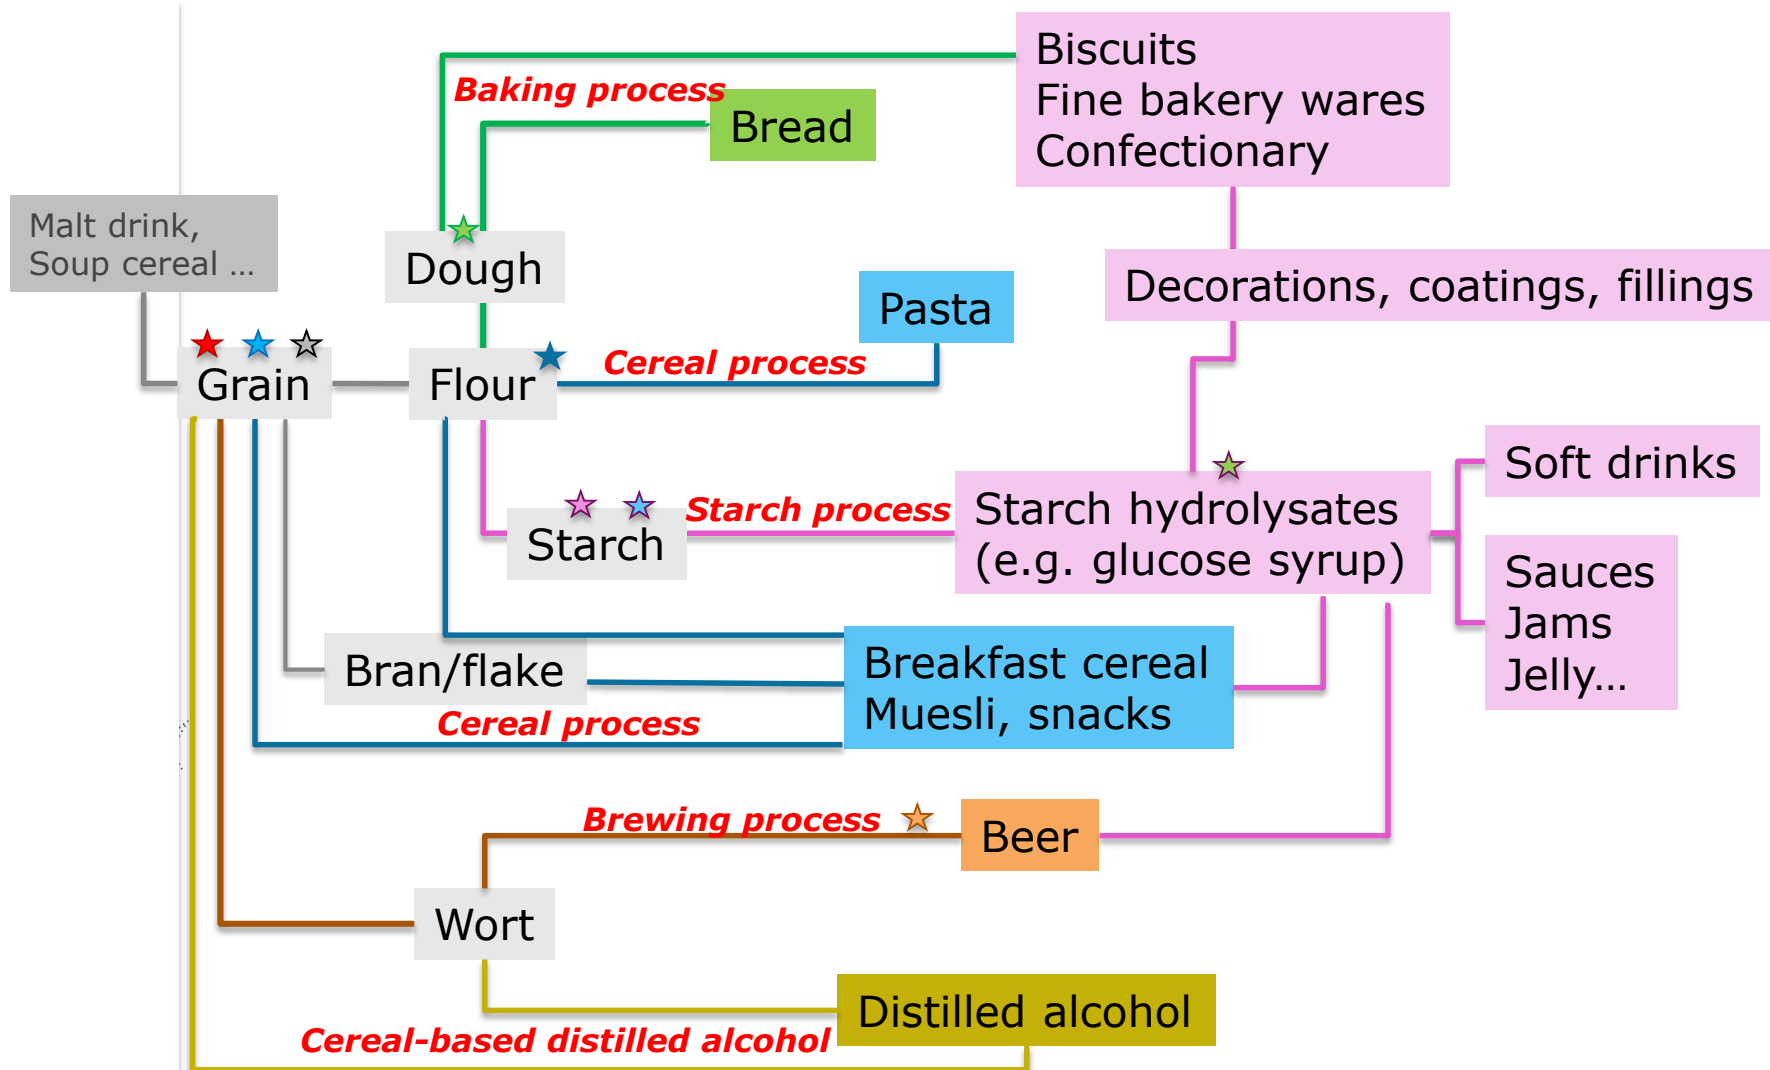 Biscuits
Fine bakery wares
Confectionary
Baking process
Bread
Malt drink,
Soup cereal ...
Dough
Decorations, coatings, fillings
Pasta
Cereal process
Grain
Flour
Soft drinks
Starch process
Starch hydrolysates
(e.g. glucose syrup)
Starch
Sauces
Jams
Jelly...
Bran/flake
Breakfast cereal
Muesli, snacks
Cereal process
Brewing process
Beer
Wort
Distilled alcohol
Cereal-based distilled alcohol